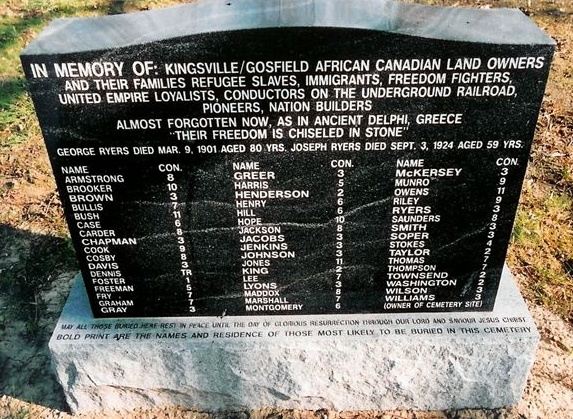 IN MEMORY OF: KINGSVILLE/GOSFIELD AFRICAN CANADIAN LAND OWNERS
AND THEIR FAMILIES REFUGEE SLAVES, IMMIGRANTS, FREEDOM FIGHTERS,
UNITED EMPIRE LOYALISTS, CONDUCTORS ON THE UNDERGROUND RAILROAD,
PIONEERS, NATION BUILDERS
ALMOST FORGOTTEN NOW, AS IN ANCIENT DELPHI, GREECE
"THEIR FREEDOM IS CHISELED IN STONE"
GEORGE RYERS DIED MAR. 9, 1901 AGED 80 YRS. JOSEPH RYERS DIED SEPT. 3, 1924 AGED 59 YRS.
NAME CON. NAME CON. NAME CON.
ARMSTRONG 8 GREER 3 McKERSEY 3
BROOKER 10 HARRIS 5 MUNRO 9
BROWN 3 HENDERSON 2 OWENS 11
BULLIS 7 HENRY 6 RILEY 9
BUSH 11 HILL 6 RYERS 3
CASE 6 HOPE 10 SAUNDERS 8
CARDER 8 JACKSON 8 SMITH 3
CHAPMAN 3 JACOBS 3 SOPER 3
COOK 9 JENKINS 3 STOKES 4
COSBY 8 JOHNSON 3 TAYLOR 2
DAVIS 3 JONES 11 THOMAS 7
DENNIS TR KING 2 THOMPSON 7
FOSTER 1 LEE 7 TOWNSEND 2
FREEMAN 5 LYONS 3 WASHINGTON 2
FRY 7 MADDOX 8 WILSON 3
GRAHAM 7 MARSHALL 7 WILLIAMS 3
GRAY 3 MONTGOMERY 6 (OWNER OF CEMETERY SITE)
MAY ALL THOSE BURIED HERE REST IN PEACE UNTIL THE DAY OF GLORIOUS RESURRECTION THROUGH OUR LORD AND SAVIOUR JESUS CHRIST
BOLD PRINT ARE THE NAMES AND RESIDENCE OF THOSE MOST LIKELY TO BE BURIED IN THIS CEMETERY